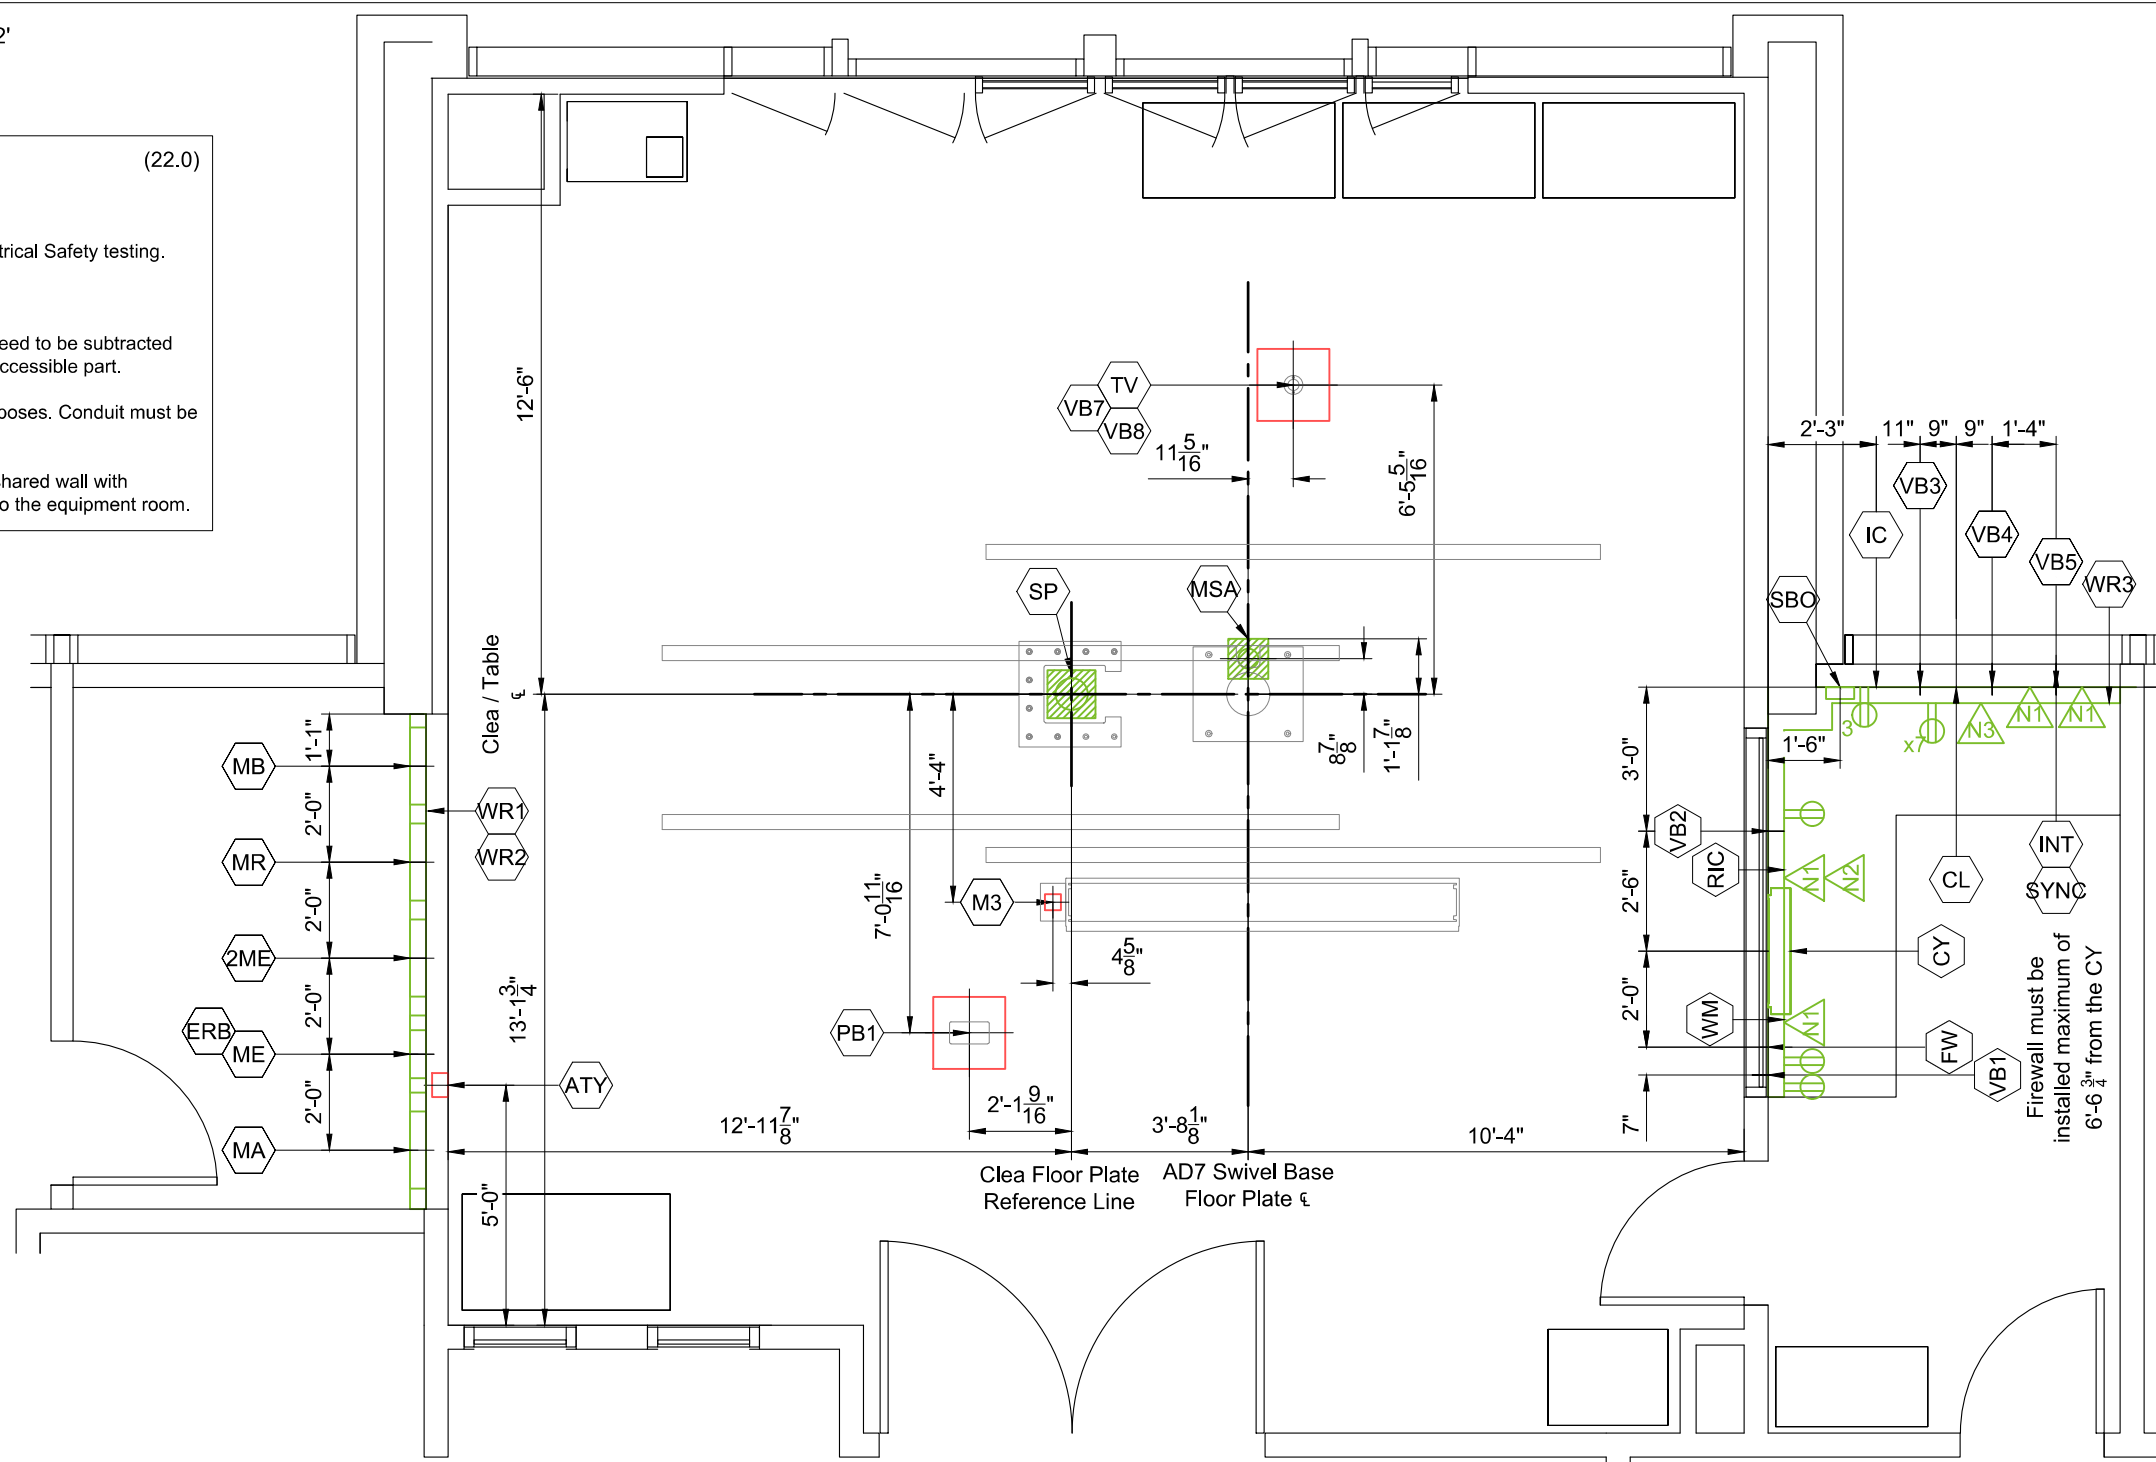 2'
(22.0)
trical Safety testing.
eed to be subtracted
ccessible part.
poses. Conduit must be
shared wall with
o the equipment room.
12'-6"
TV
VB7
VB8
11 5/16"
6'-5 5/16"
2'-3"
11"
9"
9"
1'-4"
VB3
IC
VB4
VB5
WR3
SBO
SP
MSA
Clea / Table
℄
1'-1"
MB
2'-0"
WR1
WR2
MR
2'-0"
2ME
2'-0"
ERB
ME
2'-0"
MA
13'-1 3/4"
4'-4"
7'-0 11/16"
M3
4 5/8"
8 7/8"
1'-1 7/8"
PB1
ATY
2'-1 9/16"
12'-11 7/8"
3'-8 1/8"
10'-4"
5'-0"
Clea Floor Plate
Reference Line
AD7 Swivel Base
Floor Plate ℄
3'-0"
1'-6"
3
x7
N3
N1
N1
VB2
RIC
N1
N2
2'-6"
CL
INT
SYNC
CY
2'-0"
WM
N1
FW
VB1
7"
Firewall must be
installed maximum of
6'-6 3/4" from the CY